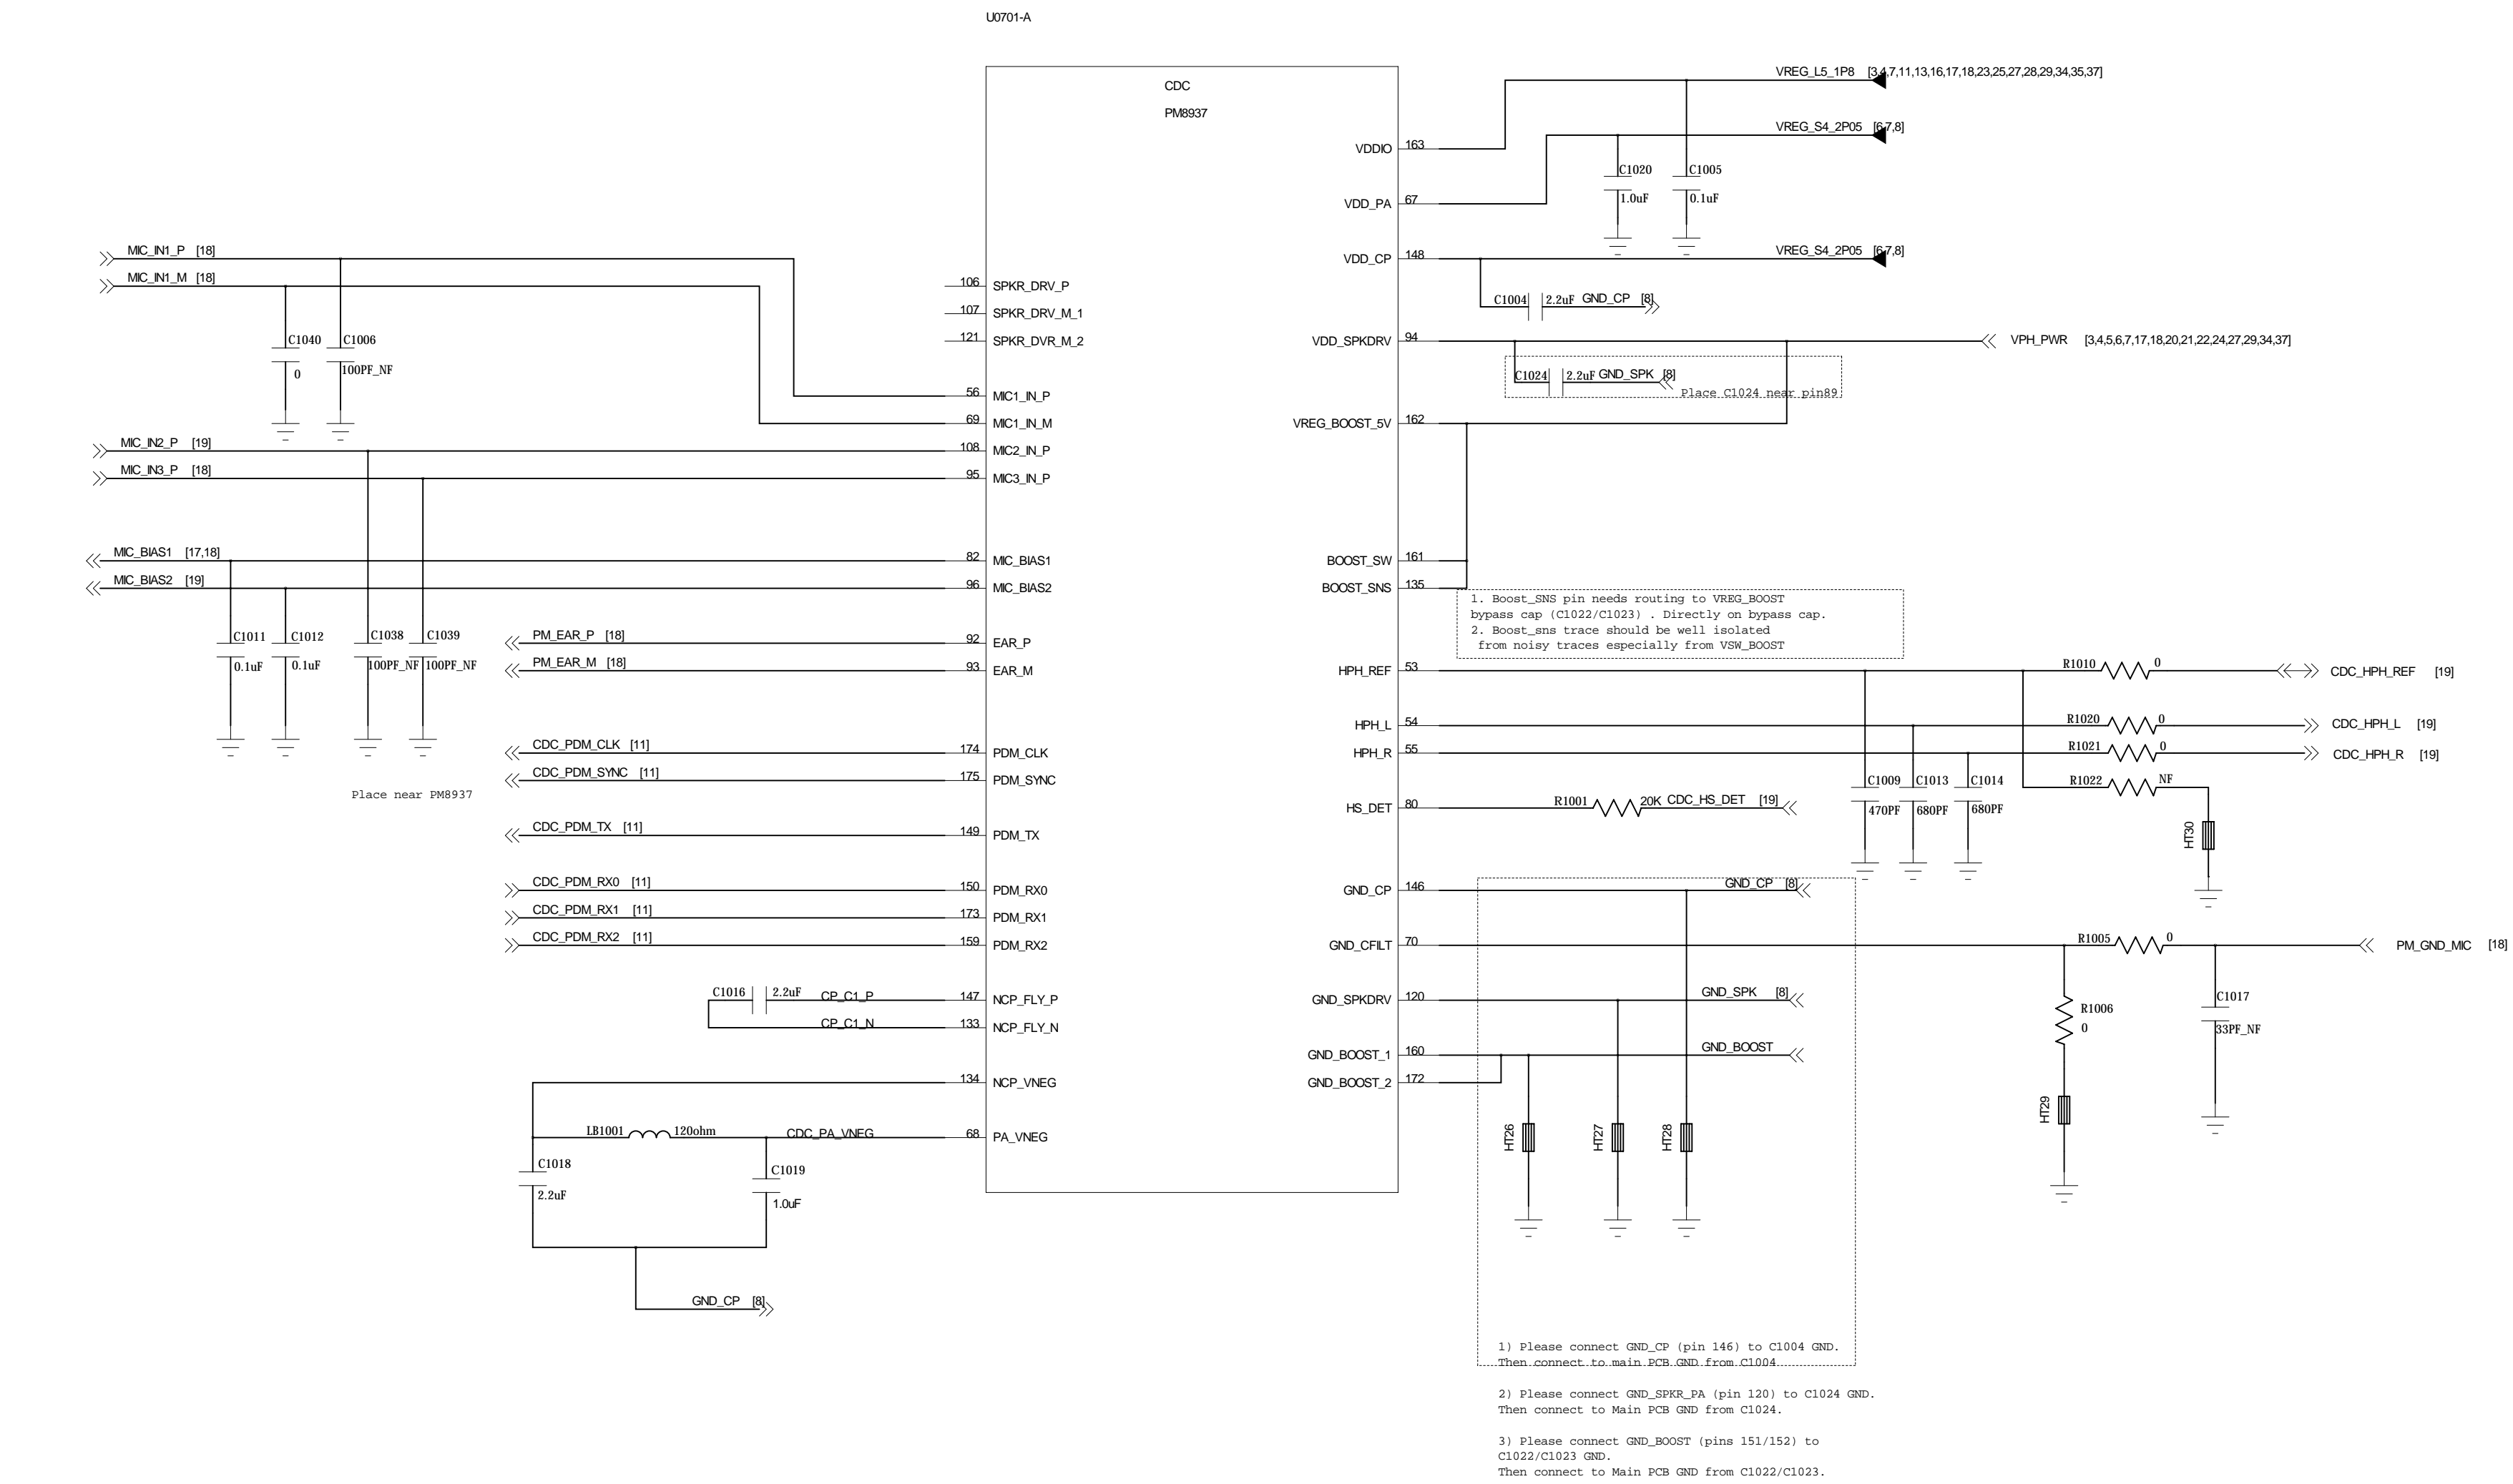 U0701-A
CDC
PM8937
VREG_L5_1P8 [3,4,7,11,13,16,17,18,23,25,27,28,29,34,35,37]
VREG_S4_2P05 [6,7,8]
VDDIO 163
C1020 1.0uF
C1005 0.1uF
VDD_PA 67
VDD_CP 148
VREG_S4_2P05 [6,7,8]
C1004 2.2uF GND_CP [8]
VDD_SPKDRV 94
VPH_PWR [3,4,5,6,7,17,18,20,21,22,24,27,29,34,37]
C1024 2.2uF GND_SPK [8]
Place C1024 near pin89
VREG_BOOST_5V 162
BOOST_SW 161
BOOST_SNS 135
1. Boost_SNS pin needs routing to VREG_BOOST
bypass cap (C1022/C1023) . Directly on bypass cap.
2. Boost_sns trace should be well isolated
from noisy traces especially from VSW_BOOST
MIC_IN1_P [18]
MIC_IN1_M [18]
C1040 0
C1006 100PF_NF
MIC_IN2_P [19]
MIC_IN3_P [18]
MIC_BIAS1 [17,18]
MIC_BIAS2 [19]
C1011 0.1uF
C1012 0.1uF
C1038 100PF_NF
C1039 100PF_NF
Place near PM8937
106 SPKR_DRV_P
107 SPKR_DRV_M_1
121 SPKR_DVR_M_2
56 MIC1_IN_P
69 MIC1_IN_M
108 MIC2_IN_P
95 MIC3_IN_P
82 MIC_BIAS1
96 MIC_BIAS2
PM_EAR_P [18] 92 EAR_P
PM_EAR_M [18] 93 EAR_M
CDC_PDM_CLK [11] 174 PDM_CLK
CDC_PDM_SYNC [11] 175 PDM_SYNC
CDC_PDM_TX [11] 149 PDM_TX
CDC_PDM_RX0 [11] 150 PDM_RX0
CDC_PDM_RX1 [11] 173 PDM_RX1
CDC_PDM_RX2 [11] 159 PDM_RX2
C1016 2.2uF CP_C1_P 147 NCP_FLY_P
CP_C1_N 133 NCP_FLY_N
134 NCP_VNEG
LB1001 120ohm CDC_PA_VNEG 68 PA_VNEG
C1018 2.2uF
C1019 1.0uF
GND_CP [8]
HPH_REF 53
R1010 0 CDC_HPH_REF [19]
HPH_L 54
R1020 0 CDC_HPH_L [19]
HPH_R 55
R1021 0 CDC_HPH_R [19]
R1022 NF
C1009 470PF
C1013 680PF
C1014 680PF
HT30
HS_DET 80
R1001 20K CDC_HS_DET [19]
GND_CP 146
GND_CP [8]
GND_CFILT 70
R1005 0 PM_GND_MIC [18]
R1006 0
C1017 33PF_NF
HT29
GND_SPKDRV 120
GND_SPK [8]
GND_BOOST_1 160
GND_BOOST
GND_BOOST_2 172
HT26
HT27
HT28
1) Please connect GND_CP (pin 146) to C1004 GND.
Then connect to main PCB GND from C1004
2) Please connect GND_SPKR_PA (pin 120) to C1024 GND.
Then connect to Main PCB GND from C1024.
3) Please connect GND_BOOST (pins 151/152) to
C1022/C1023 GND.
Then connect to Main PCB GND from C1022/C1023.